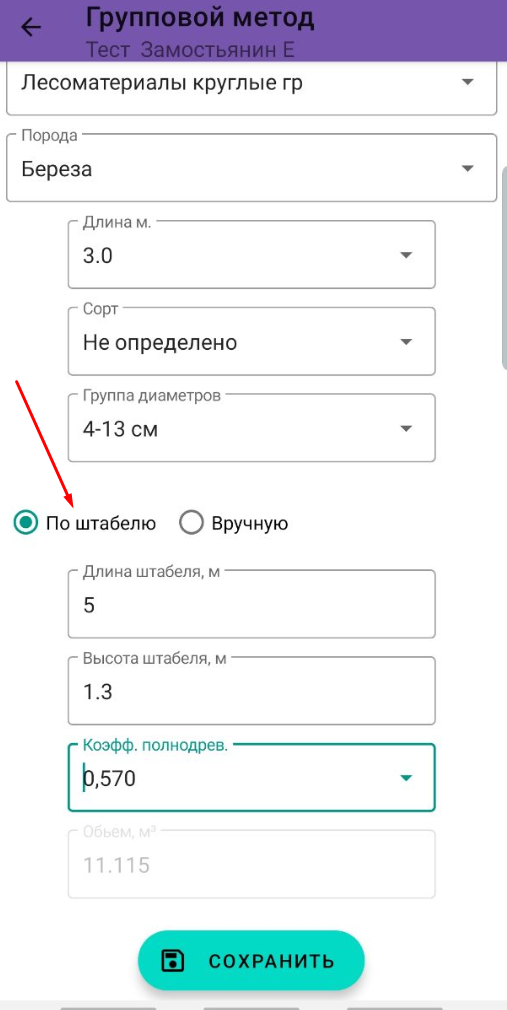 Групповой метод
Тест Замостьянин Е
Лесоматериалы круглые гр
Порода
Береза
Длина м.
3.0
Сорт
Не определено
Группа диаметров
4-13 см
По штабелю Вручную
Длина штабеля, м
5
Высота штабеля, м
1.3
Коэфф. полнодрев.
0,570
Обьем, м³
11.115
СОХРАНИТЬ